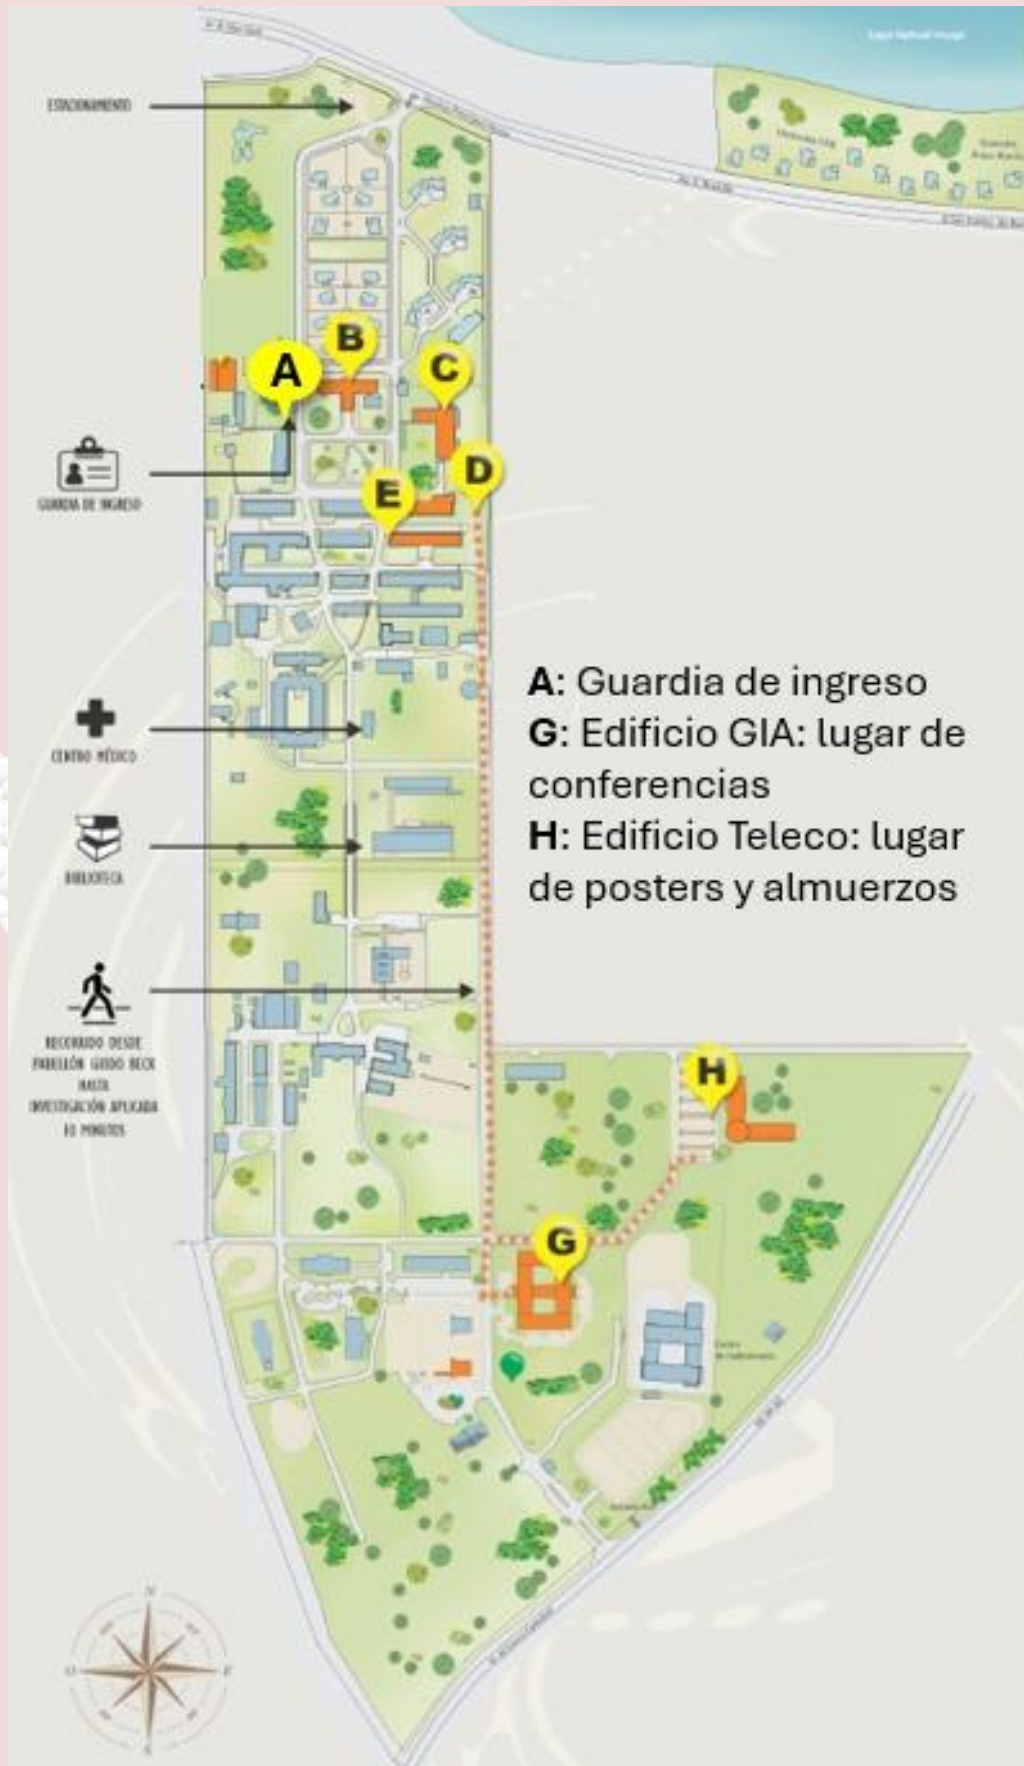 ESTACIONAMIENTO
B
A
C
D
GUARDIA DE INGRESO
E
A: Guardia de ingreso
G: Edificio GIA: lugar de
conferencias
H: Edificio Teleco: lugar
de posters y almuerzos
CENTRO MÉDICO
BIBLIOTECA
RECORRIDO DESDE
PABELLÓN GUIDO BECK
HASTA
INVESTIGACIÓN APLICADA
10 MINUTOS
H
G
N
O
E